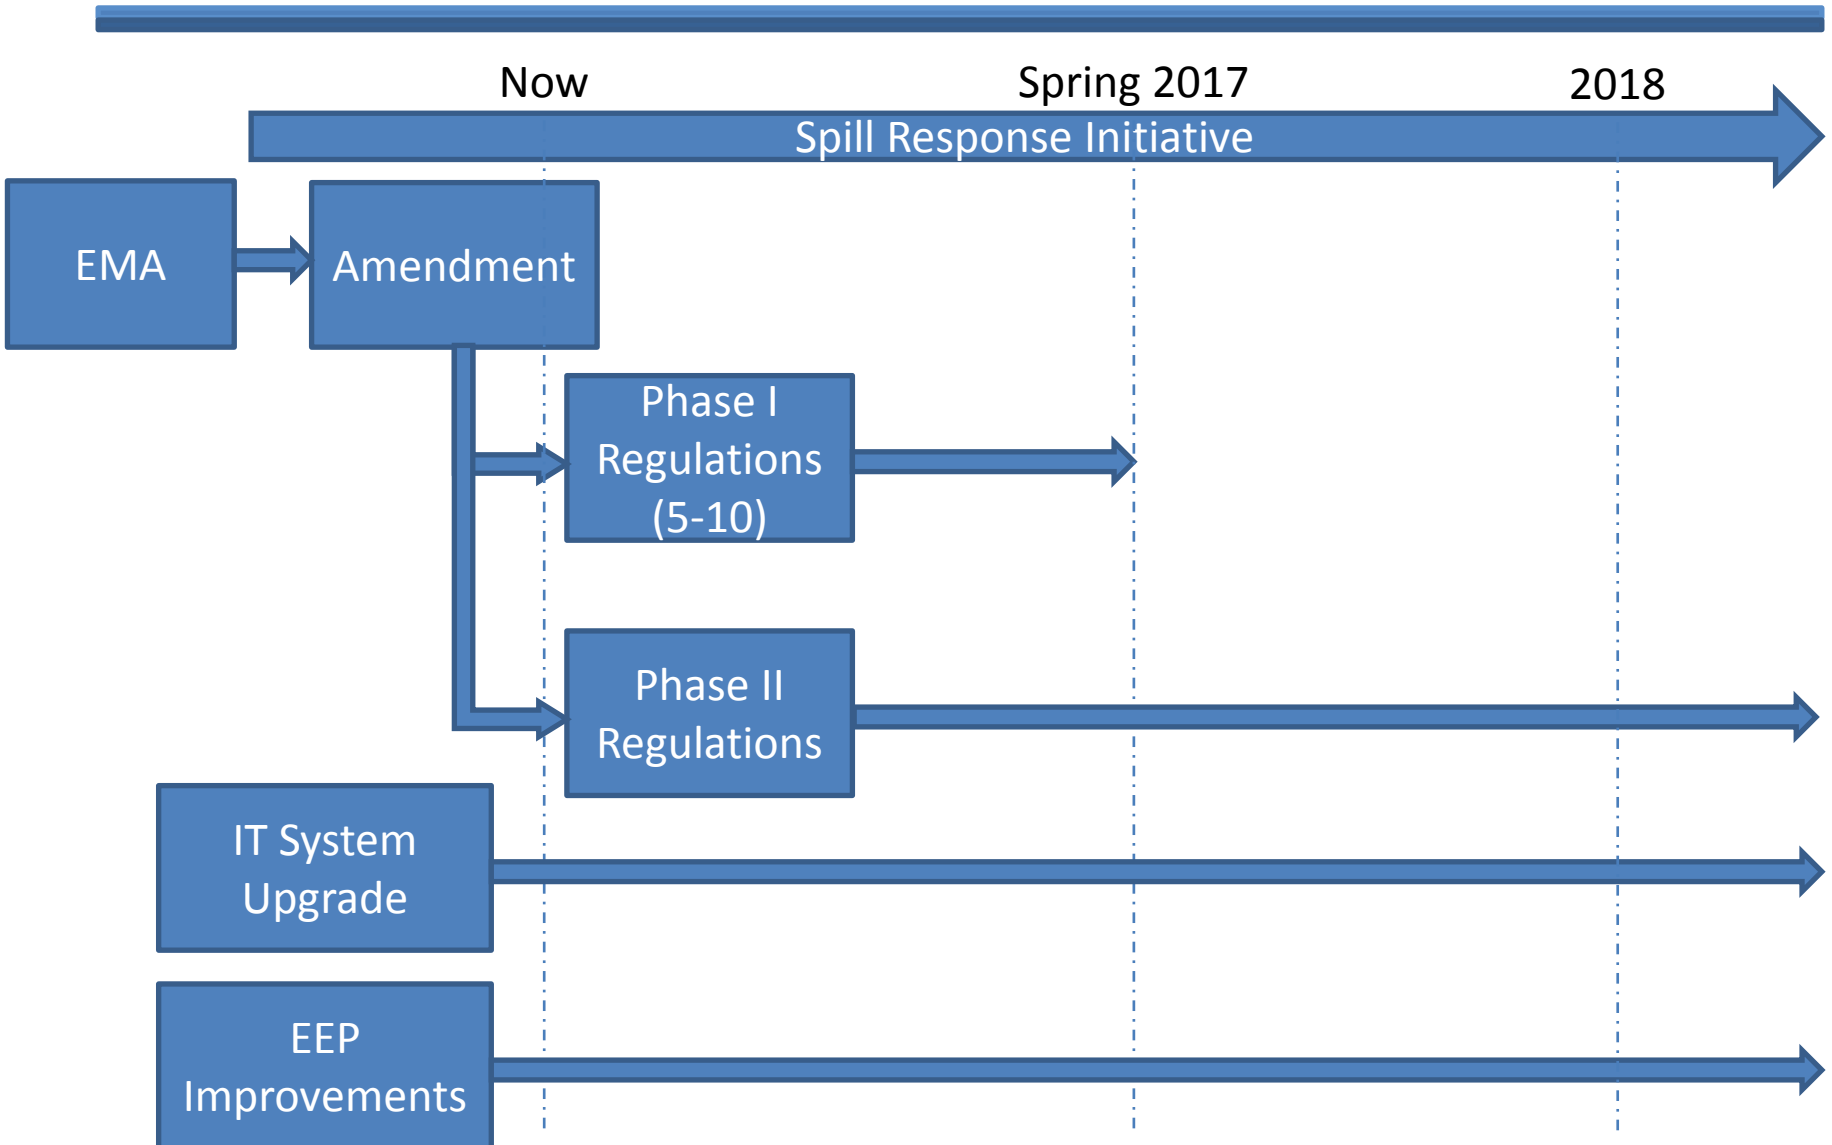 Now
Spring 2017
2018
Spill Response Initiative
EMA
Amendment
Phase I
Regulations
(5-10)
Phase II
Regulations
IT System
Upgrade
EEP
Improvements